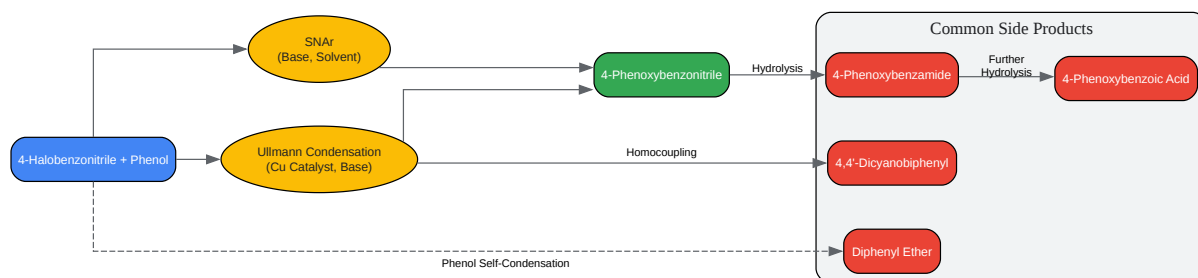 Common Side Products
SNAr
(Base, Solvent)
4-Phenoxybenzonitrile
Hydrolysis
4-Phenoxybenzamide
Further
Hydrolysis
4-Phenoxybenzoic Acid
4-Halobenzonitrile + Phenol
Ullmann Condensation
(Cu Catalyst, Base)
Homocoupling
4,4'-Dicyanobiphenyl
Phenol Self-Condensation
Diphenyl Ether